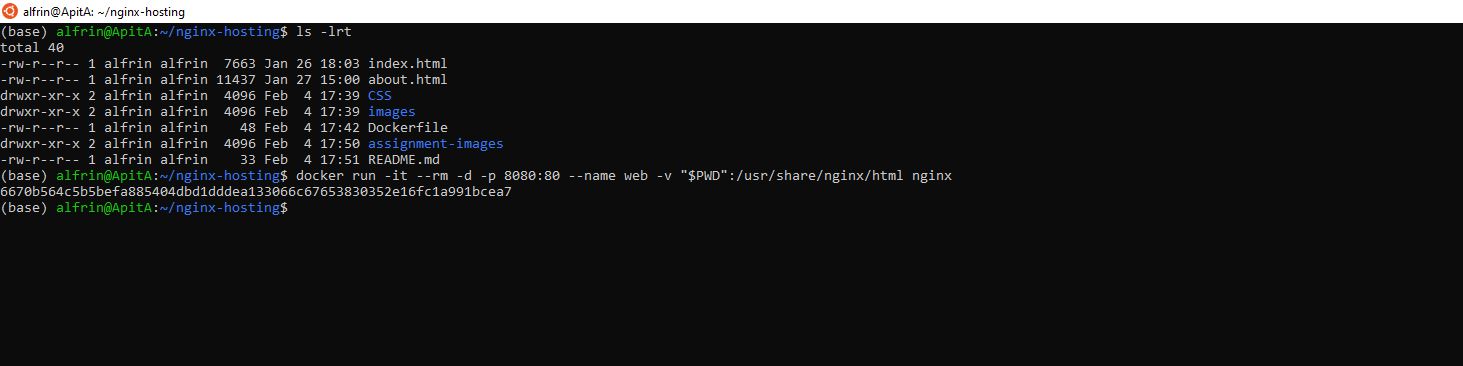 alfrin@ApitA: ~/nginx-hosting
(base) alfrin@ApitA:~/nginx-hosting$ ls -lrt
total 40
-rw-r--r-- 1 alfrin alfrin  7663 Jan 26 18:03 index.html
-rw-r--r-- 1 alfrin alfrin 11437 Jan 27 15:00 about.html
drwxr-xr-x 2 alfrin alfrin  4096 Feb  4 17:39 CSS
drwxr-xr-x 2 alfrin alfrin  4096 Feb  4 17:39 images
-rw-r--r-- 1 alfrin alfrin    48 Feb  4 17:42 Dockerfile
drwxr-xr-x 2 alfrin alfrin  4096 Feb  4 17:50 assignment-images
-rw-r--r-- 1 alfrin alfrin    33 Feb  4 17:51 README.md
(base) alfrin@ApitA:~/nginx-hosting$ docker run -it --rm -d -p 8080:80 --name web -v "$PWD":/usr/share/nginx/html nginx
6670b564c5b5befa885404dbd1dddea133066c67653830352e16fc1a991bcea7
(base) alfrin@ApitA:~/nginx-hosting$